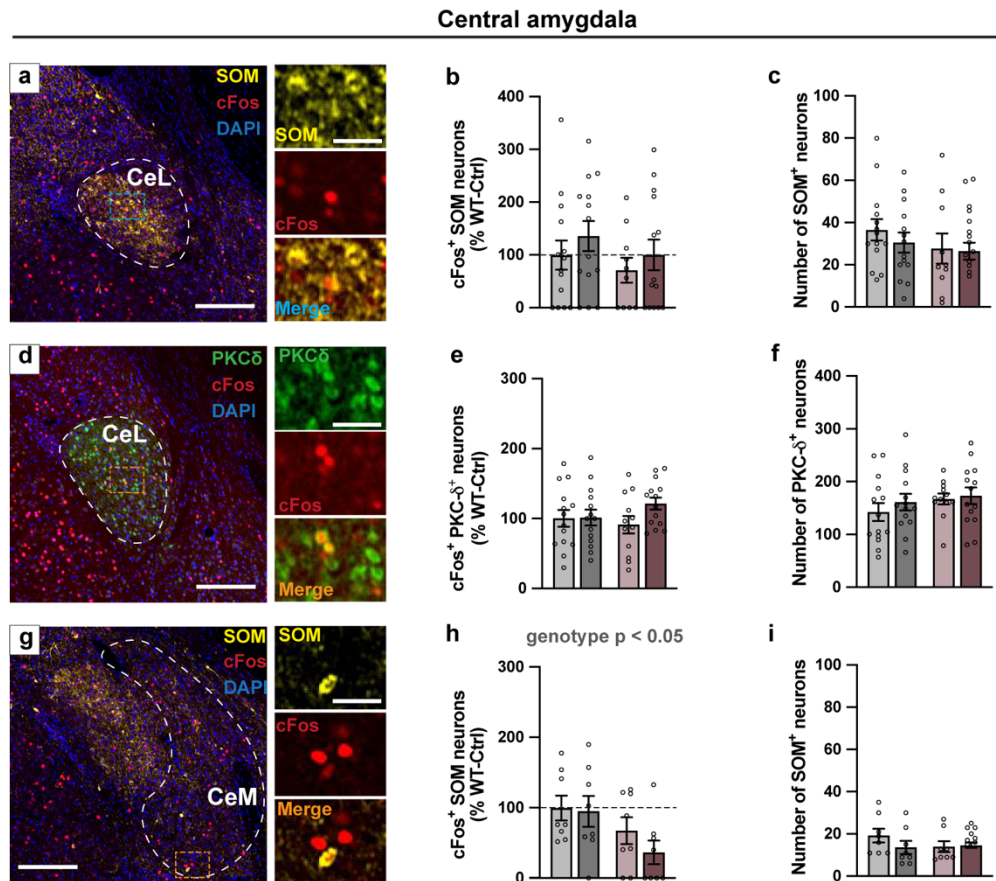 Central amygdala
a
SOM
cFos
DAPI
CeL
SOM
cFos
Merge
b
cFos⁺ SOM neurons
(% WT-Ctrl)
400
300
200
100
0
c
Number of SOM⁺ neurons
100
80
60
40
20
0
d
PKCδ
cFos
DAPI
CeL
PKCδ
cFos
Merge
e
cFos⁺ PKC-δ⁺ neurons
(% WT-Ctrl)
300
200
100
0
f
Number of PKC-δ⁺ neurons
400
300
200
100
0
g
SOM
cFos
DAPI
CeM
SOM
cFos
Merge
h
genotype p < 0.05
cFos⁺ SOM neurons
(% WT-Ctrl)
300
200
100
0
i
Number of SOM⁺ neurons
100
80
60
40
20
0